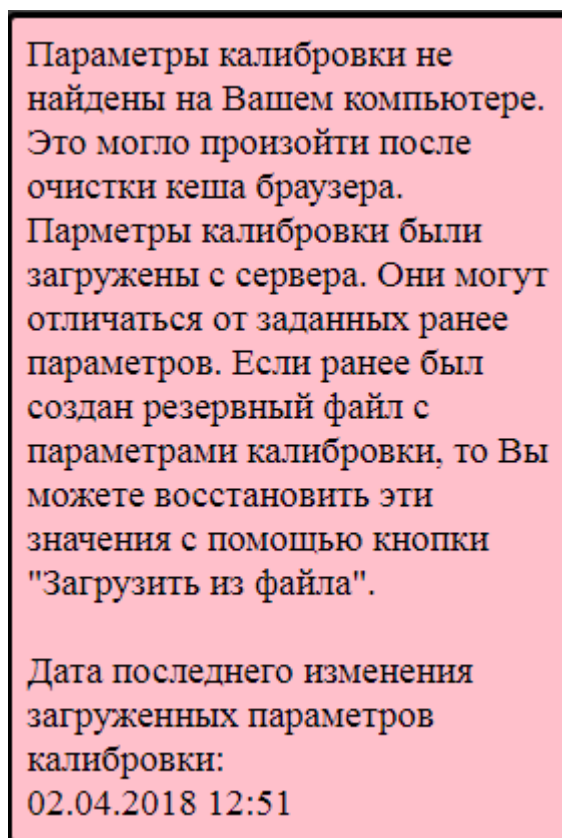 Параметры калибровки не
найдены на Вашем компьютере.
Это могло произойти после
очистки кеша браузера.
Парметры калибровки были
загружены с сервера. Они могут
отличаться от заданных ранее
параметров. Если ранее был
создан резервный файл с
параметрами калибровки, то Вы
можете восстановить эти
значения с помощью кнопки
"Загрузить из файла".
Дата последнего изменения
загруженных параметров
калибровки:
02.04.2018 12:51